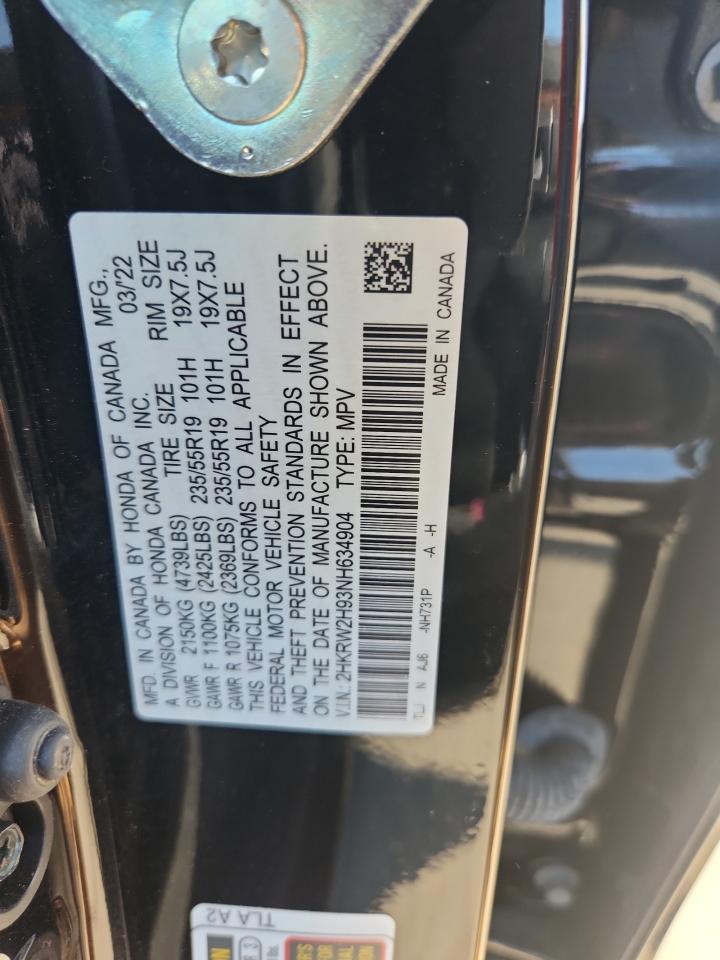 MFD. IN CANADA BY HONDA OF CANADA MFG.,
A DIVISION OF HONDA CANADA INC. 03/'22
GVWR 2150KG (4739LBS) TIRE SIZE RIM SIZE
GAWR F 1100KG (2425LBS) 235/55R19 101H 19X7.5J
GAWR R 1075KG (2369LBS) 235/55R19 101H 19X7.5J
THIS VEHICLE CONFORMS TO ALL APPLICABLE
FEDERAL MOTOR VEHICLE SAFETY
AND THEFT PREVENTION STANDARDS IN EFFECT
ON THE DATE OF MANUFACTURE SHOWN ABOVE.
V.I.N.: 2HKRW2H93NH634904 TYPE: MPV
TLJ N AJ6 -NH731P -A -H
MADE IN CANADA
TLA A2